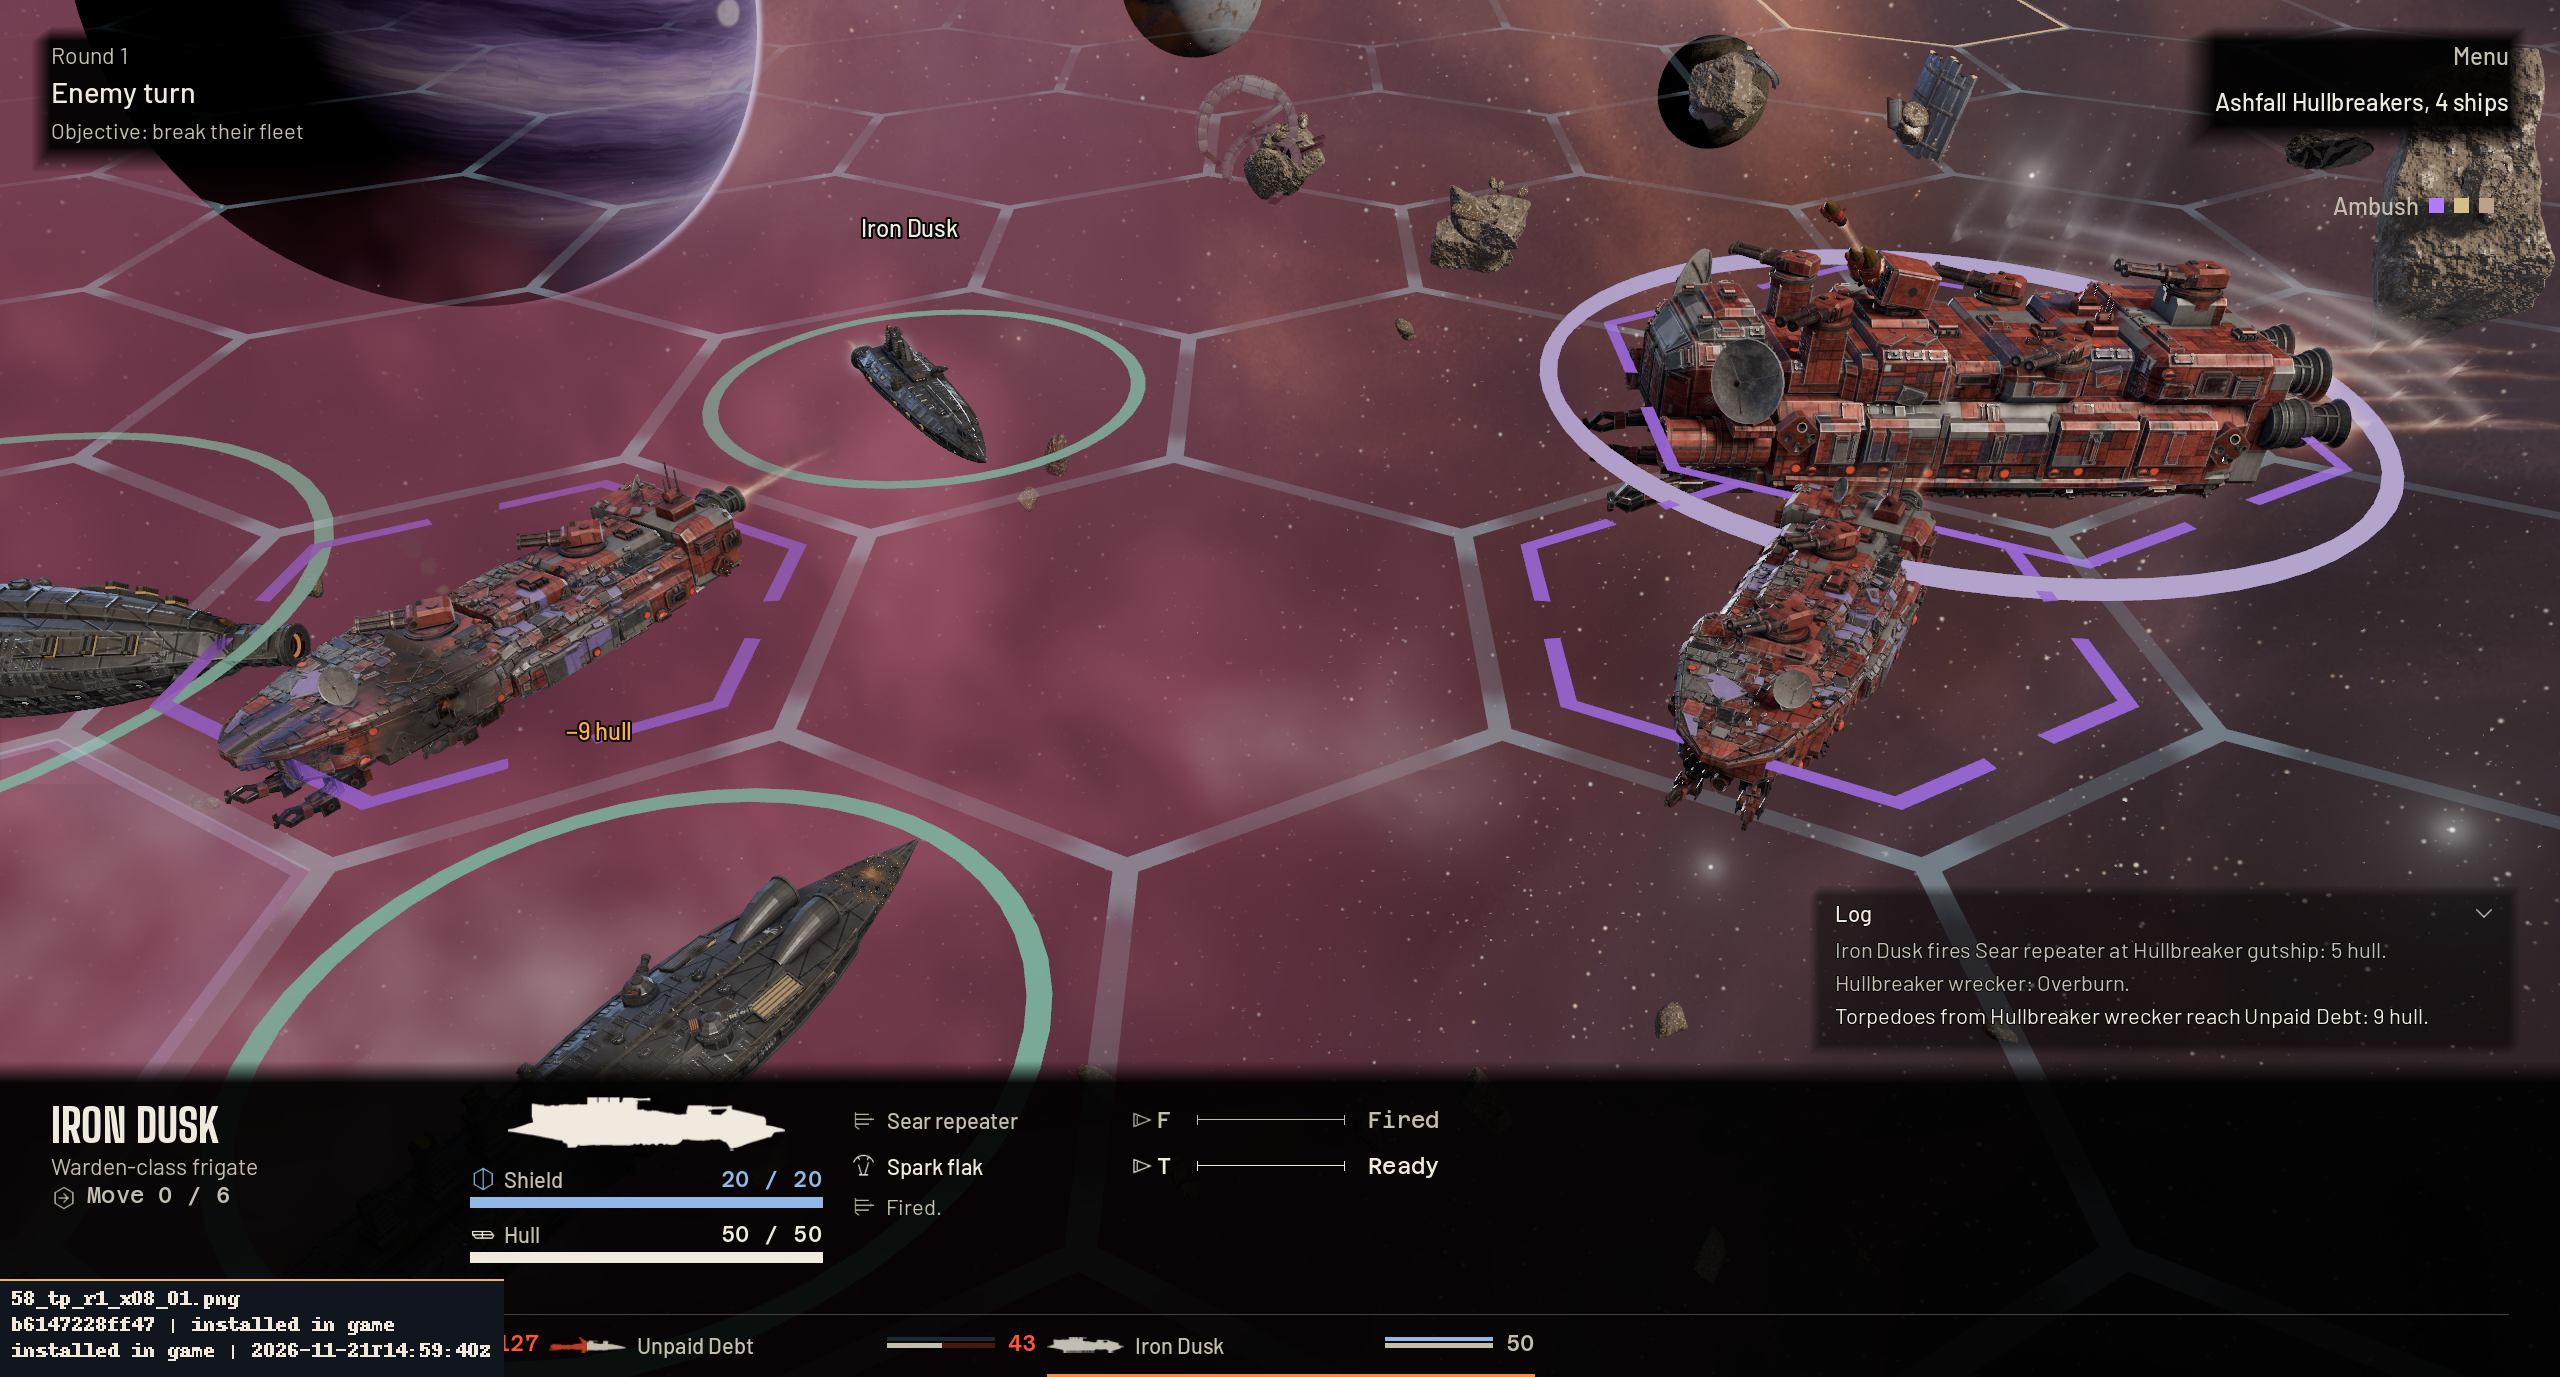 Round 1
Enemy turn
Objective: break their fleet
Menu
Ashfall Hullbreakers, 4 ships
Ambush
Iron Dusk
−9 hull
Log
Iron Dusk fires Sear repeater at Hullbreaker gutship: 5 hull.
Hullbreaker wrecker: Overburn.
Torpedoes from Hullbreaker wrecker reach Unpaid Debt: 9 hull.
IRON DUSK
Warden-class frigate
Move 0 / 6
Shield 20 / 20
Hull 50 / 50
Sear repeater F Fired
Spark flak T Ready
Fired.
58_tp_r1_x08_01.png
b6147228ff47 | installed in game
installed in game | 2026-11-21r14:59:40z
127 Unpaid Debt 43 Iron Dusk 50